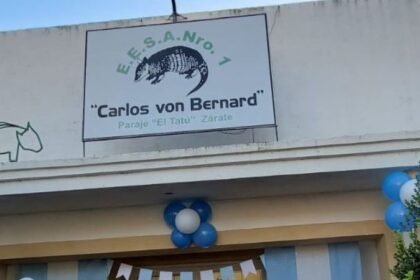 E.E.S.A.Nro. 1
"Carlos von Bernard"
Paraje "El Tatú" Zárate